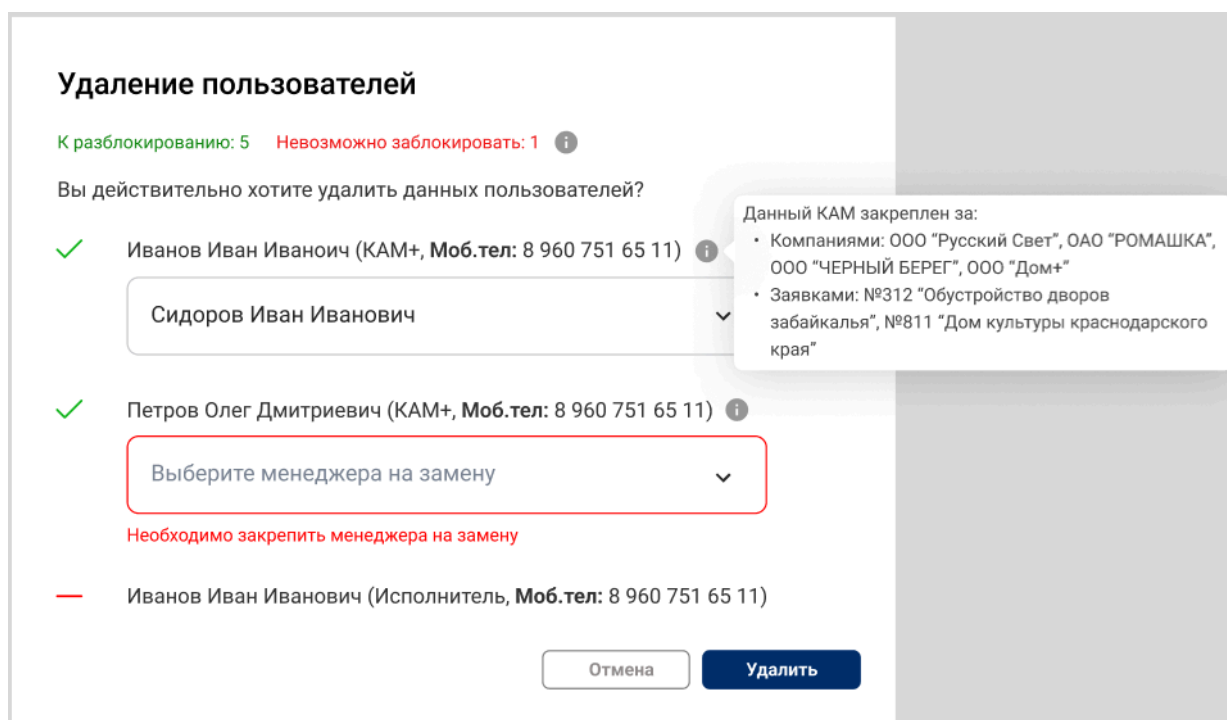 Удаление пользователей
К разблокированию: 5 Невозможно заблокировать: 1
Вы действительно хотите удалить данных пользователей?
Иванов Иван Иваноич (КАМ+, Моб.тел: 8 960 751 65 11)
Сидоров Иван Иванович
Данный КАМ закреплен за:
• Компаниями: ООО “Русский Свет”, ОАО “РОМАШКА”,
ООО “ЧЕРНЫЙ БЕРЕГ”, ООО “Дом+“
• Заявками: №312 “Обустройство дворов
забайкалья”, №811 “Дом культуры краснодарского
края”
Петров Олег Дмитриевич (КАМ+, Моб.тел: 8 960 751 65 11)
Выберите менеджера на замену
Необходимо закрепить менеджера на замену
Иванов Иван Иванович (Исполнитель, Моб.тел: 8 960 751 65 11)
Отмена
Удалить